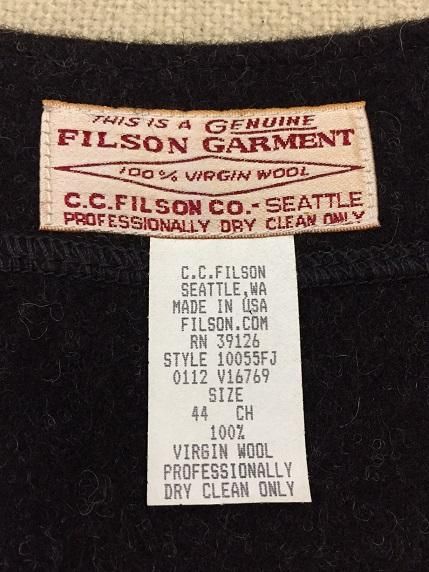 THIS IS A GENUINE
FILSON GARMENT
100% VIRGIN WOOL
C.C.FILSON CO.-SEATTLE
PROFESSIONALLY DRY CLEAN ONLY
C.C.FILSON
SEATTLE,WA
MADE IN USA
FILSON.COM
RN 39126
STYLE 10055FJ
0112 V16769
SIZE
44 CH
100%
VIRGIN WOOL
PROFESSIONALLY
DRY CLEAN ONLY